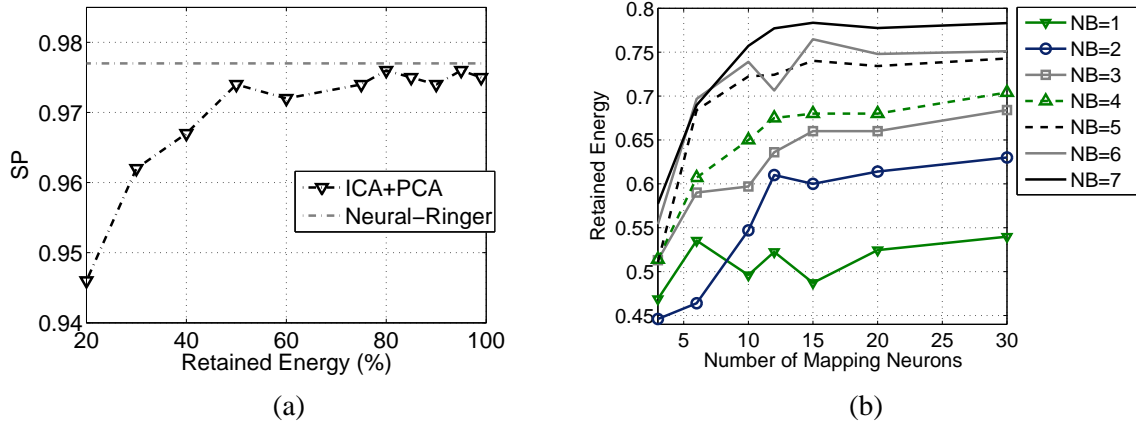 0.98
0.97
0.96
0.95
0.94
SP
20
40
60
80
100
Retained Energy (%)
ICA+PCA
Neural−Ringer
(a)
0.8
0.75
0.7
0.65
0.6
0.55
0.5
0.45
Retained Energy
5
10
15
20
25
30
Number of Mapping Neurons
NB=1
NB=2
NB=3
NB=4
NB=5
NB=6
NB=7
(b)